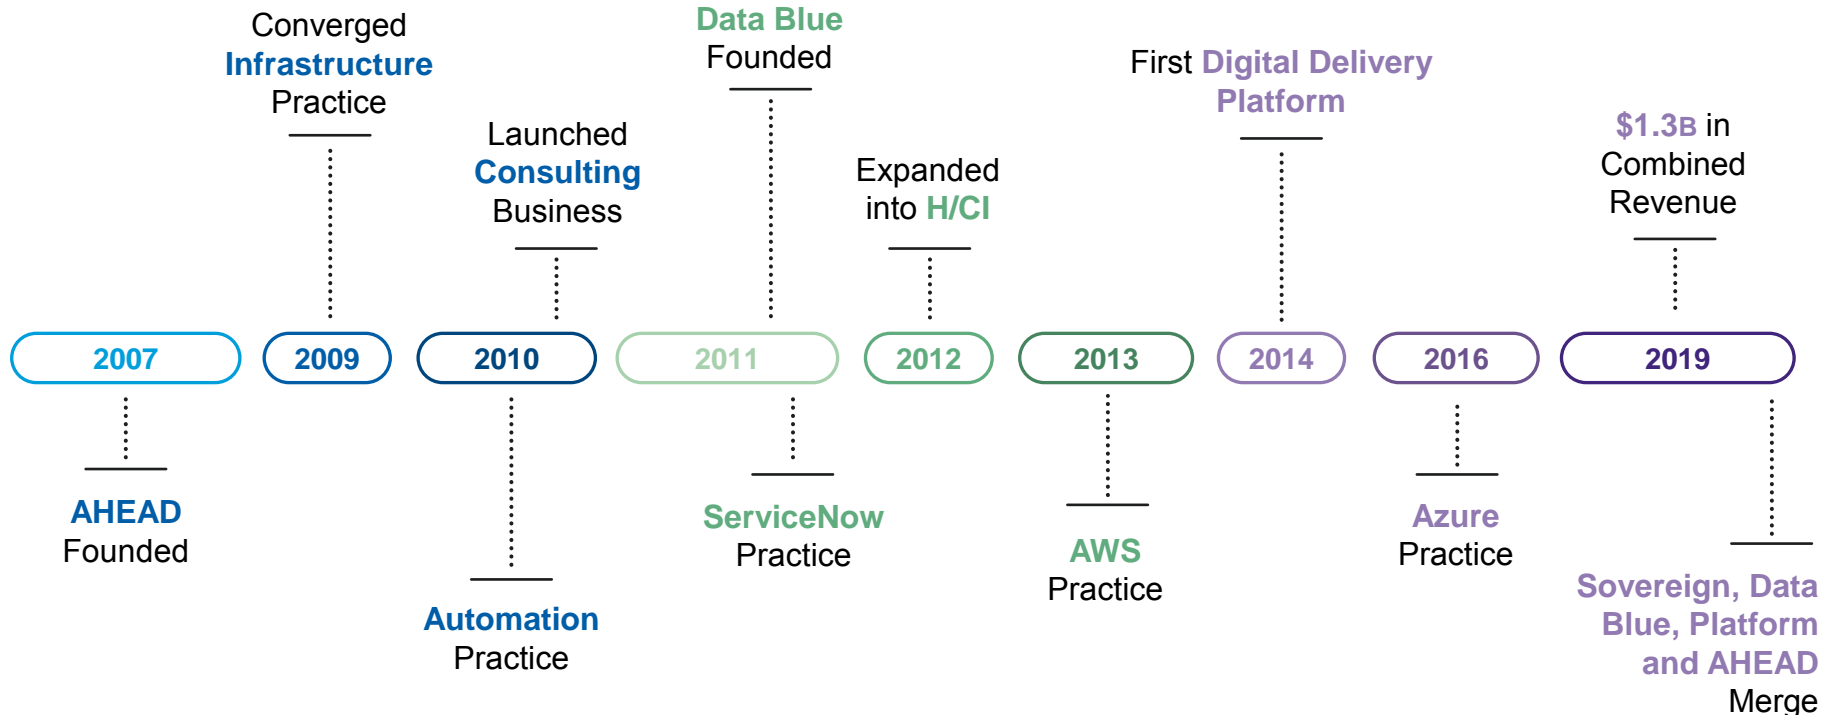 Converged
Infrastructure
Practice
Launched
Consulting
Business
Data Blue
Founded
Expanded
into H/CI
First Digital Delivery
Platform
$1.3B in
Combined
Revenue
2007
2009
2010
2011
2012
2013
2014
2016
2019
AHEAD
Founded
Automation
Practice
ServiceNow
Practice
AWS
Practice
Azure
Practice
Sovereign, Data
Blue, Platform
and AHEAD
Merge